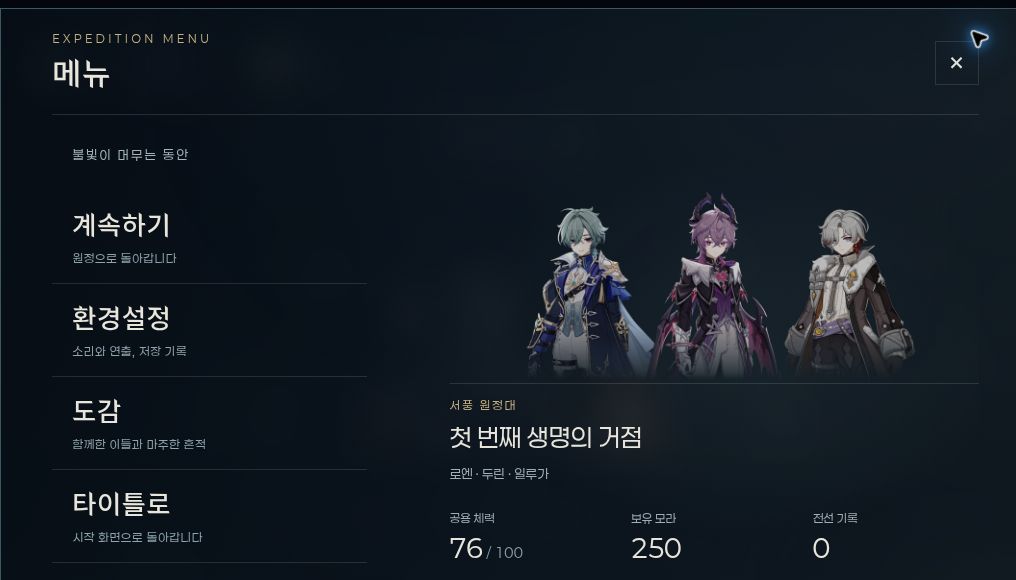 EXPEDITION MENU
메뉴
불빛이 머무는 동안
계속하기
원정으로 돌아갑니다
환경설정
소리와 연출, 저장 기록
도감
함께한 이들과 마주한 흔적
타이틀로
시작 화면으로 돌아갑니다
서풍 원정대
첫 번째 생명의 거점
로엔 · 두린 · 일루가
공용 체력
76 / 100
보유 모라
250
전선 기록
0